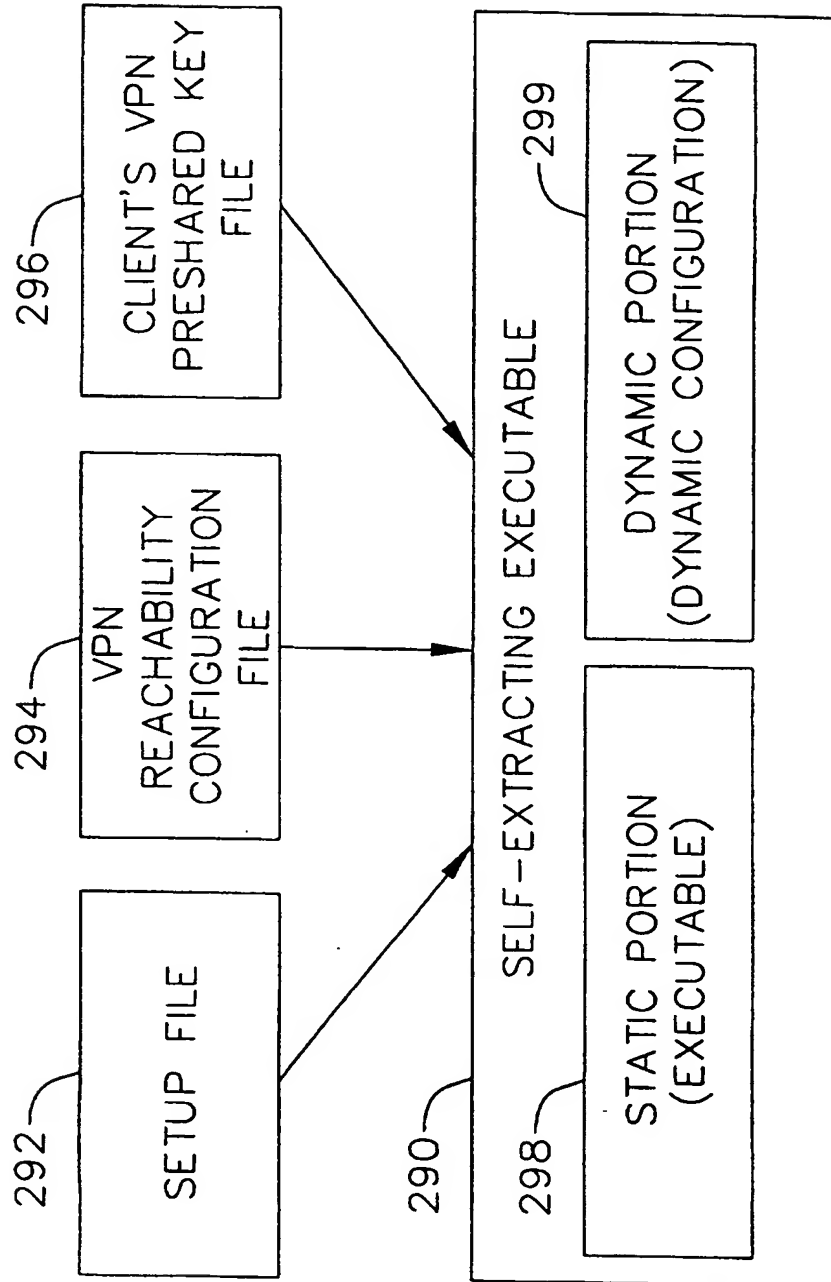 292
SETUP FILE
294
VPN
REACHABILITY
CONFIGURATION
FILE
296
CLIENT'S VPN
PRESHARED KEY
FILE
290
SELF-EXTRACTING EXECUTABLE
298
STATIC PORTION
(EXECUTABLE)
299
DYNAMIC PORTION
(DYNAMIC CONFIGURATION)